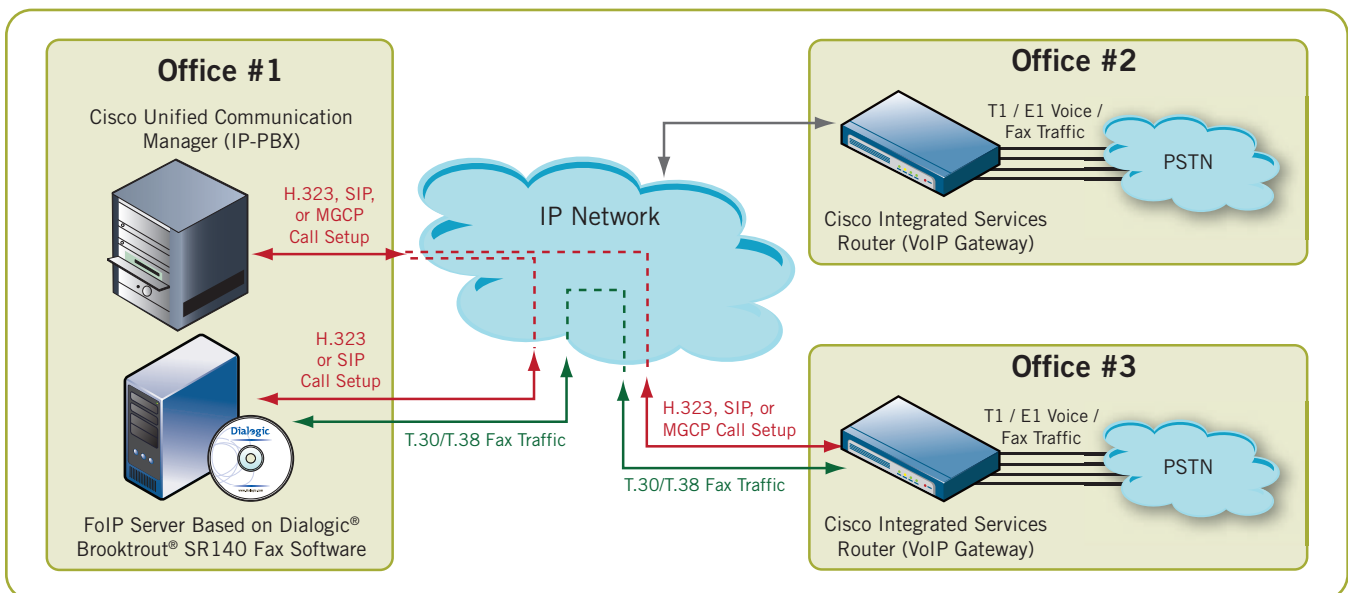 Office #1
Cisco Unified Communication
Manager (IP-PBX)
H.323, SIP,
or MGCP
Call Setup
H.323
or SIP
Call Setup
Dialogic
T.30/T.38 Fax Traffic
FoIP Server Based on Dialogic®
Brooktrout® SR140 Fax Software
IP Network
Office #2
T1 / E1 Voice /
Fax Traffic
PSTN
Cisco Integrated Services
Router (VoIP Gateway)
Office #3
H.323, SIP, or
MGCP Call Setup
T.30/T.38 Fax Traffic
T1 / E1 Voice /
Fax Traffic
PSTN
Cisco Integrated Services
Router (VoIP Gateway)